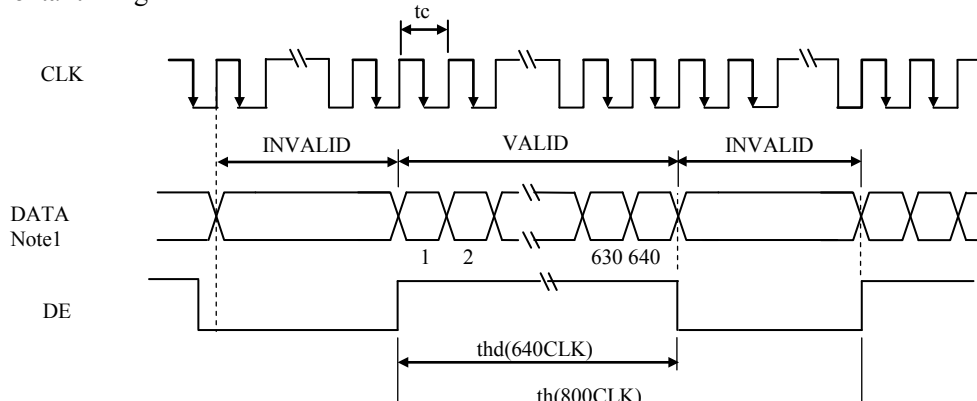 tc
CLK
INVALID VALID INVALID
DATA
Note1
1 2 630 640
DE
thd(640CLK)
th(800CLK)